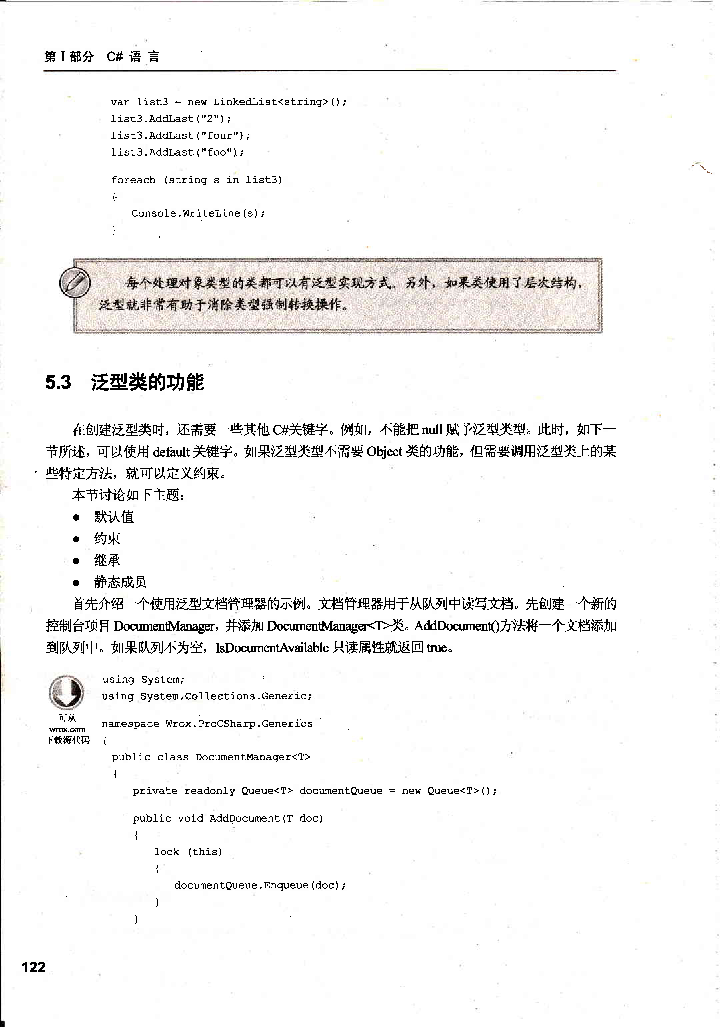 第Ⅰ部分 C# 语 言
var list3 = new LinkedList<string>();
list3.AddLast("2");
list3.AddLast("four");
list3.AddLast("foo");
foreach (string s in list3)
{
Console.WriteLine(s);
}
每个处理对象类型的类都可以有泛型实现方式。另外，如果类使用了层次结构，
泛型就非常有助于消除类型强制转换操作。
5.3 泛型类的功能
在创建泛型类时，还需要一些其他 C#关键字。例如，不能把 null 赋予泛型类型。此时，如下一
节所述，可以使用 default 关键字。如果泛型类型不需要 Object 类的功能，但需要调用泛型类上的某
些特定方法，就可以定义约束。
本节讨论如下主题：
● 默认值
● 约束
● 继承
● 静态成员
首先介绍一个使用泛型文档管理器的示例。文档管理器用于从队列中读写文档。先创建一个新的
控制台项目 DocumentManager，并添加 DocumentManager<T>类。AddDocument()方法将一个文档添加
到队列中。如果队列不为空，IsDocumentAvailable 只读属性就返回 true。
using System;
using System.Collections.Generic;
可从
wrox.com
下载源代码
namespace Wrox.ProCSharp.Generics
{
public class DocumentManager<T>
{
private readonly Queue<T> documentQueue = new Queue<T>();
public void AddDocument(T doc)
{
lock (this)
{
documentQueue.Enqueue(doc);
}
}
122